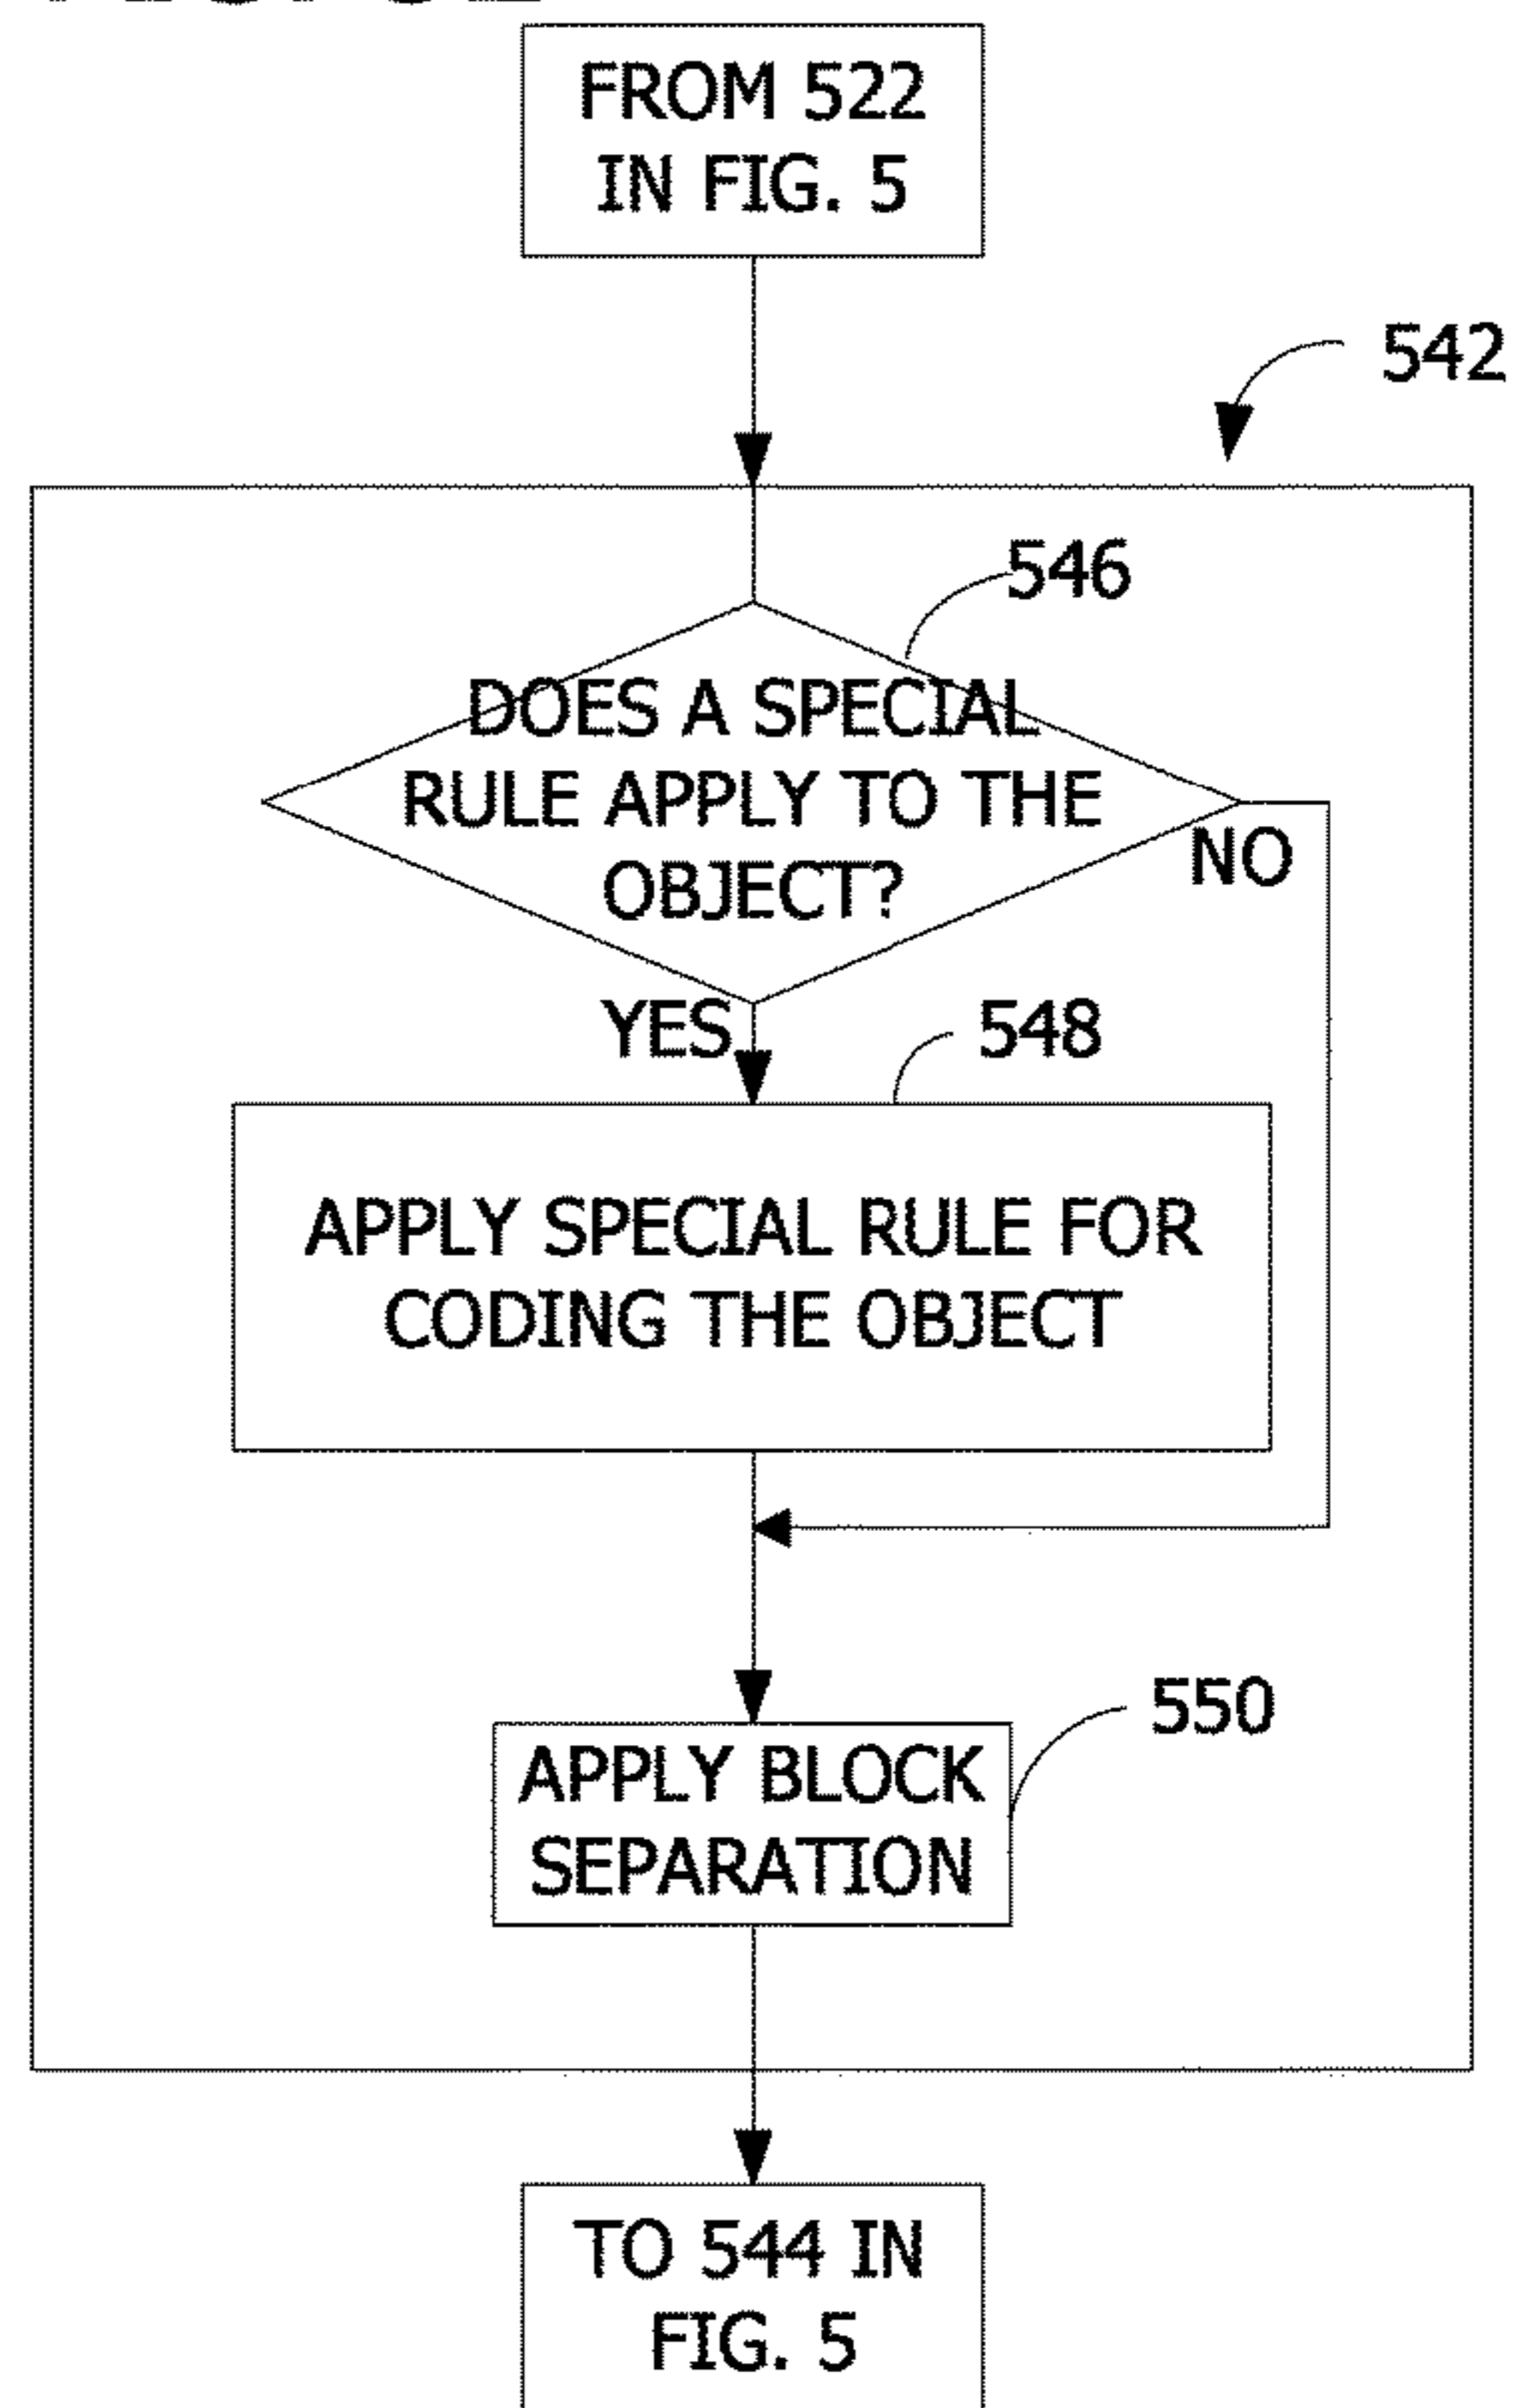 FROM 522
IN FIG. 5
542
546
DOES A SPECIAL
RULE APPLY TO THE
OBJECT?
NO
YES
548
APPLY SPECIAL RULE FOR
CODING THE OBJECT
550
APPLY BLOCK
SEPARATION
TO 544 IN
FIG. 5